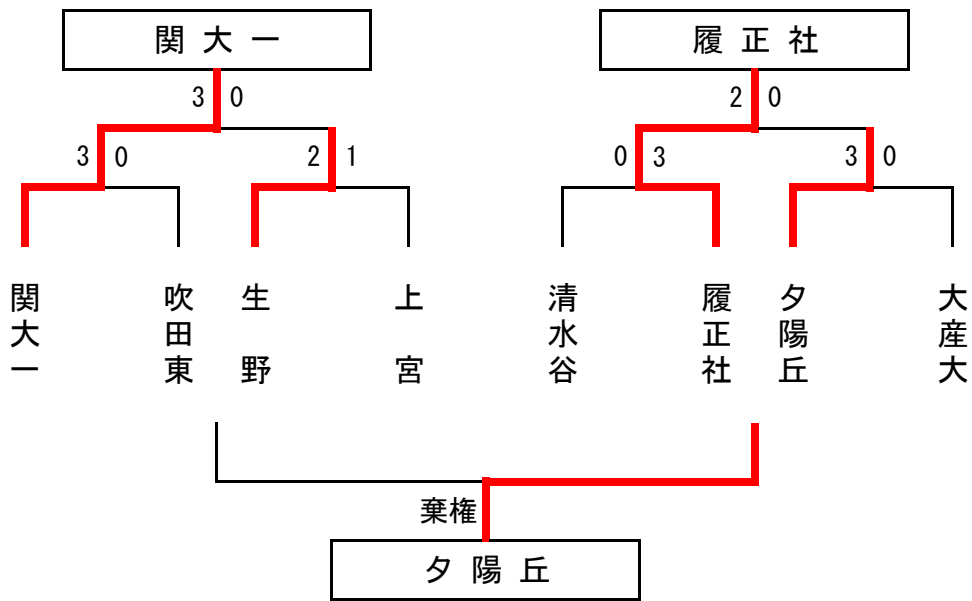 関大一
履正社
3 0
2 0
3 0
2 1
0 3
3 0
関大一
吹田東
生野
上宮
清水谷
履正社
夕陽丘
大産大
棄権
夕陽丘